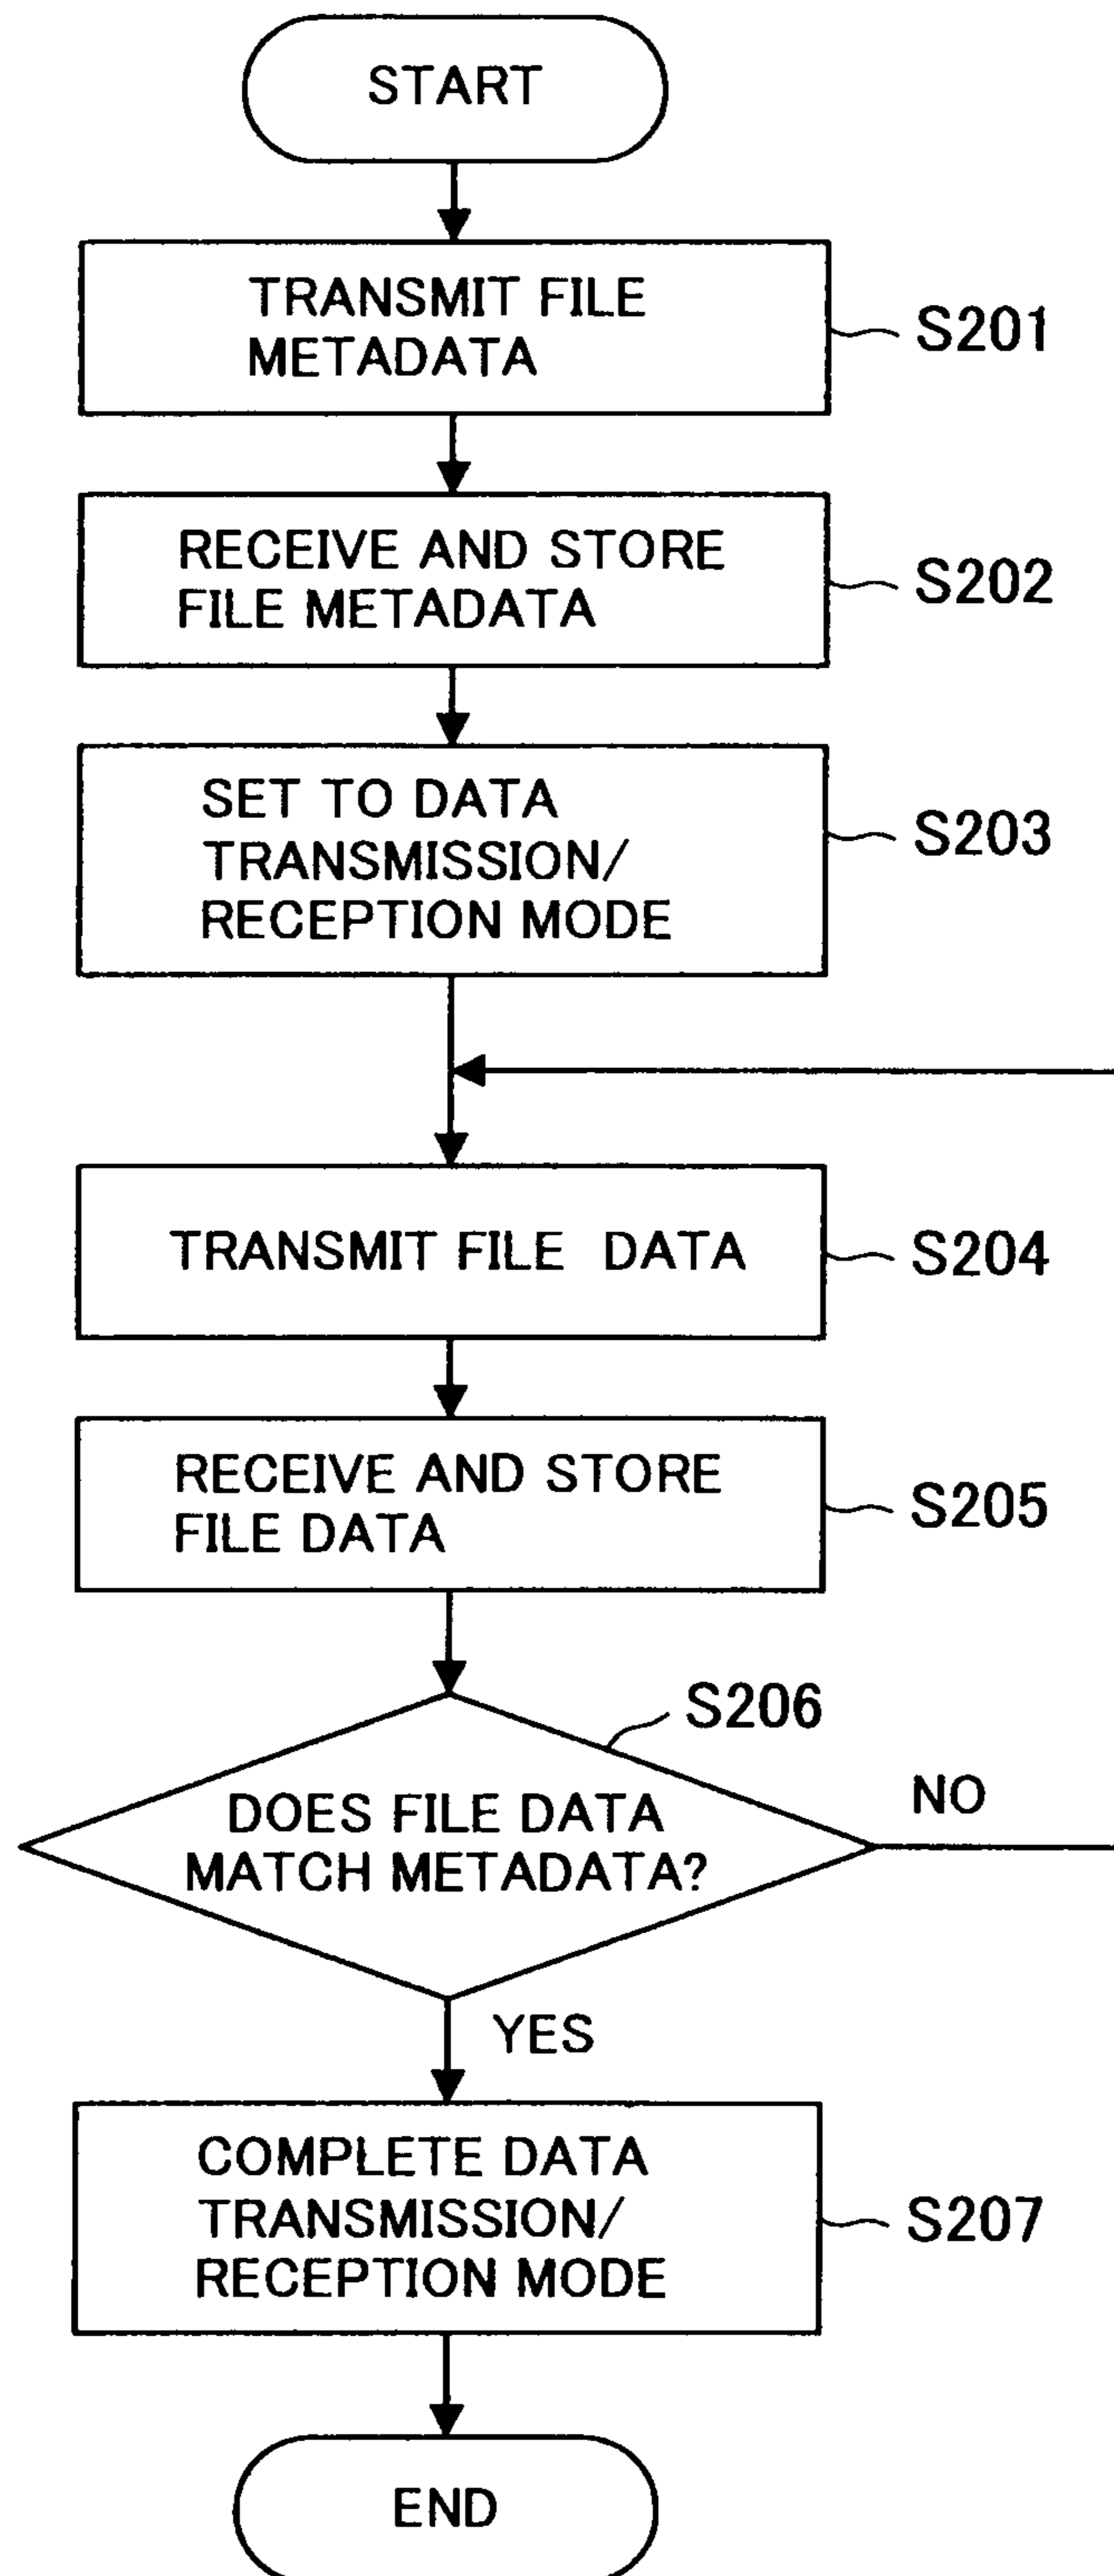 START
TRANSMIT FILE
METADATA
S201
RECEIVE AND STORE
FILE METADATA
S202
SET TO DATA
TRANSMISSION/
RECEPTION MODE
S203
TRANSMIT FILE DATA
S204
RECEIVE AND STORE
FILE DATA
S205
S206
DOES FILE DATA
MATCH METADATA?
NO
YES
COMPLETE DATA
TRANSMISSION/
RECEPTION MODE
S207
END